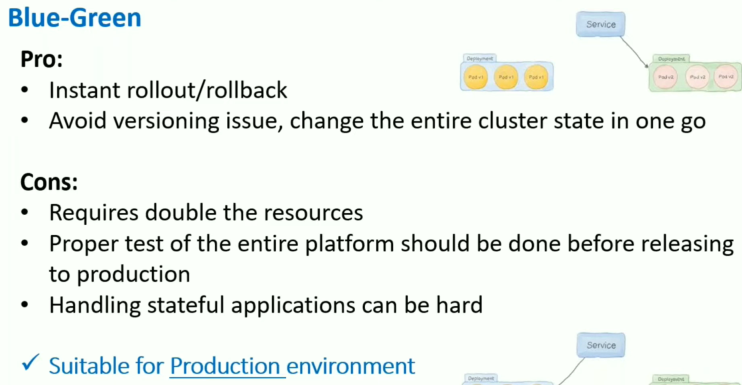 Blue-Green
Service
Pro:
Deployment
Deployment
Pod v1 Pod v1 Pod v1
Pod v2 Pod v2 Pod v2
• Instant rollout/rollback
• Avoid versioning issue, change the entire cluster state in one go
Cons:
• Requires double the resources
• Proper test of the entire platform should be done before releasing
to production
• Handling stateful applications can be hard
Service
✓ Suitable for Production environment
Deployment
Deployment